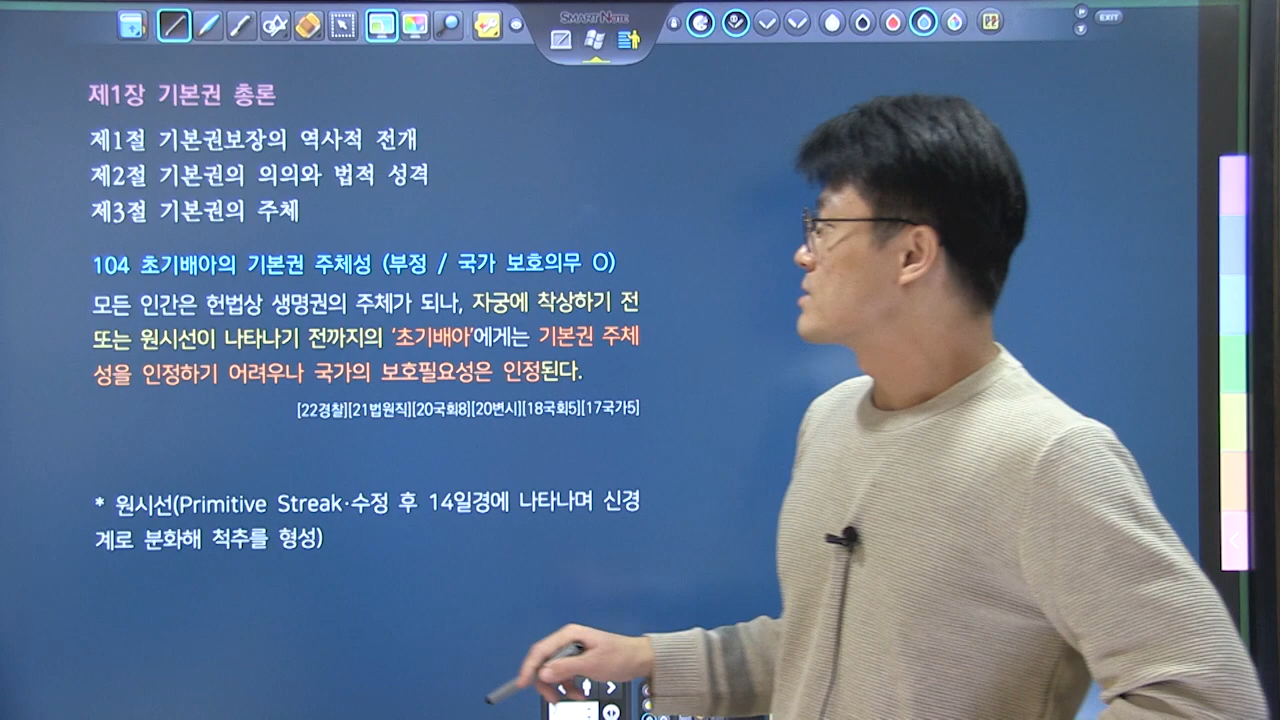 SMART NOTE
EXIT
제1장 기본권 총론
제1절 기본권보장의 역사적 전개
제2절 기본권의 의의와 법적 성격
제3절 기본권의 주체
104 초기배아의 기본권 주체성 (부정 / 국가 보호의무 O)
모든 인간은 헌법상 생명권의 주체가 되나, 자궁에 착상하기 전
또는 원시선이 나타나기 전까지의 '초기배아'에게는 기본권 주체
성을 인정하기 어려우나 국가의 보호필요성은 인정된다.
[22경찰][21법원직][20국회8][20변시][18국회5][17국가5]
* 원시선(Primitive Streak·수정 후 14일경에 나타나며 신경
계로 분화해 척추를 형성)